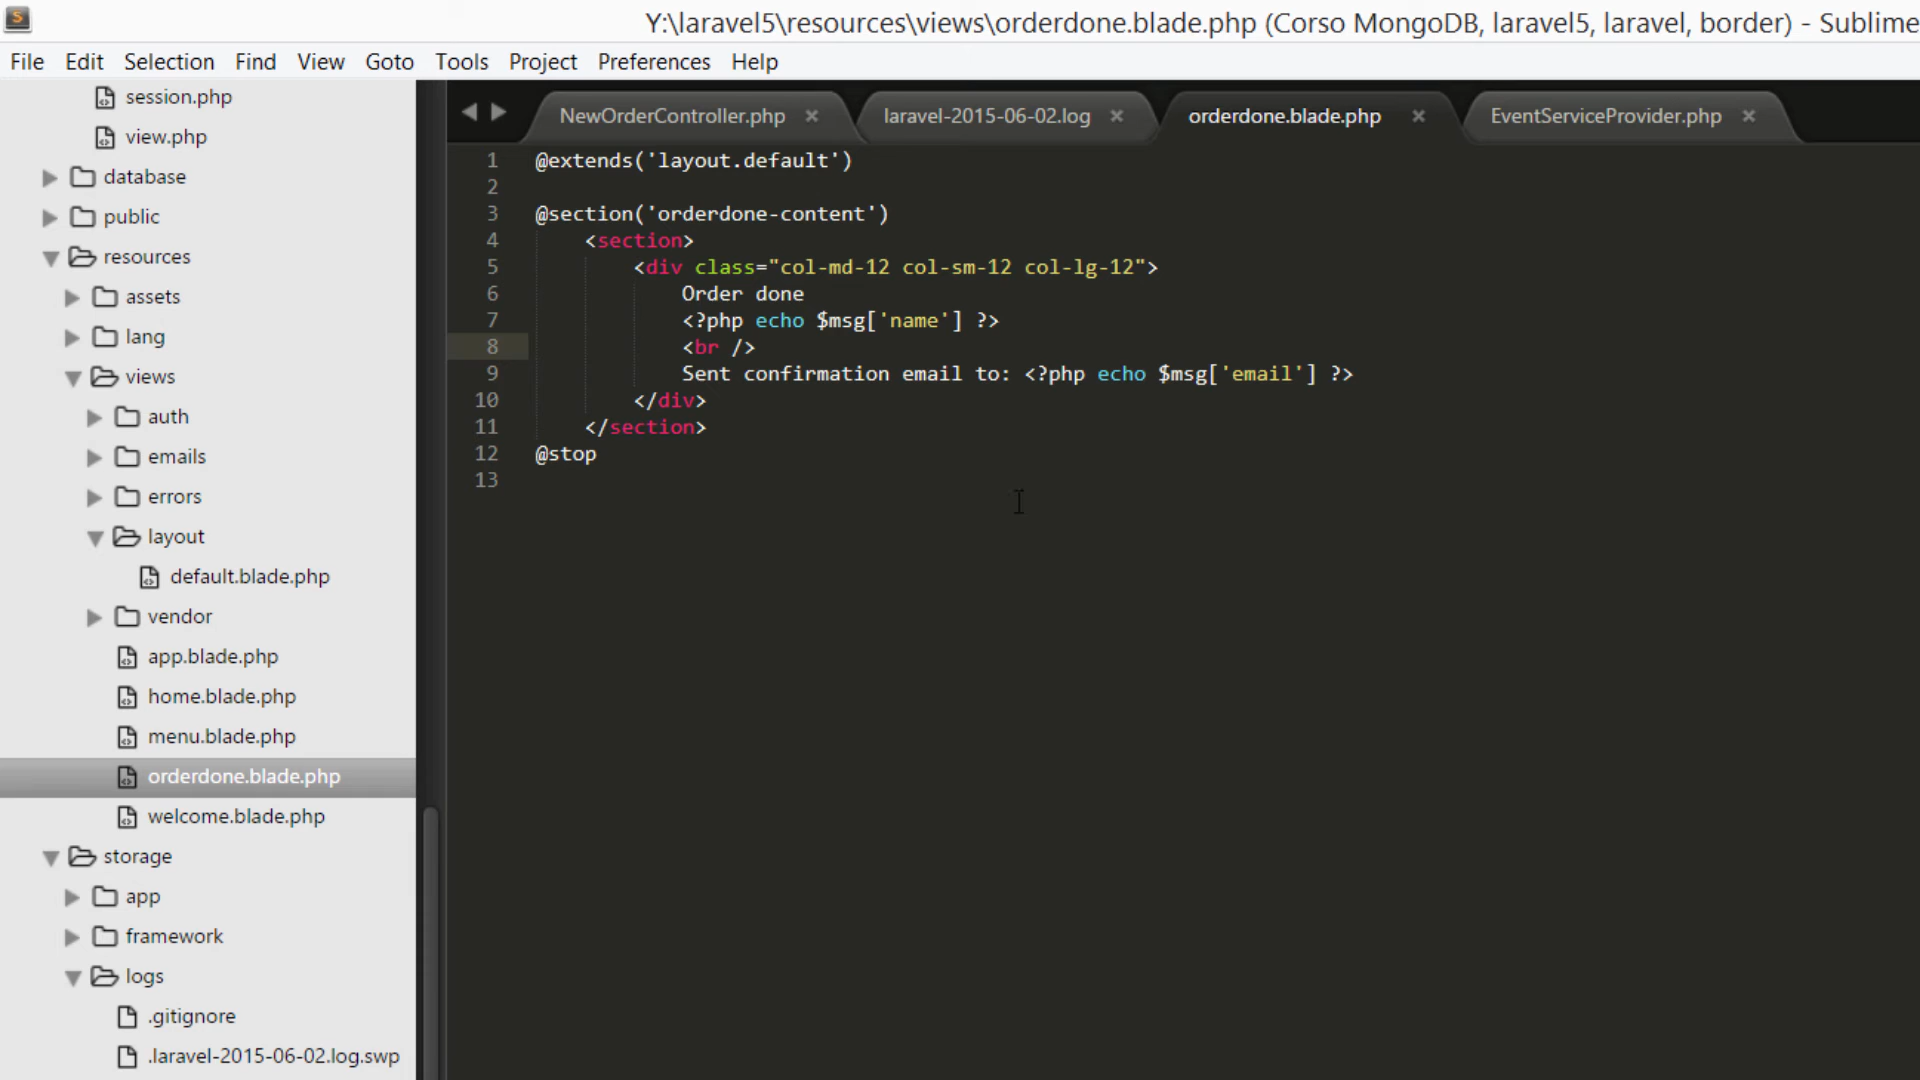 Y:\laravel5\resources\views\orderdone.blade.php (Corso MongoDB, laravel5, laravel, border) - Sublime
File Edit Selection Find View Goto Tools Project Preferences Help
session.php
view.php
database
public
resources
assets
lang
views
auth
emails
errors
layout
default.blade.php
vendor
app.blade.php
home.blade.php
menu.blade.php
orderdone.blade.php
welcome.blade.php
storage
app
framework
logs
.gitignore
.laravel-2015-06-02.log.swp
NewOrderController.php × laravel-2015-06-02.log × orderdone.blade.php × EventServiceProvider.php ×
1 @extends('layout.default')
2
3 @section('orderdone-content')
4 <section>
5 <div class="col-md-12 col-sm-12 col-lg-12">
6 Order done
7 <?php echo $msg['name'] ?>
8 <br />
9 Sent confirmation email to: <?php echo $msg['email'] ?>
10 </div>
11 </section>
12 @stop
13